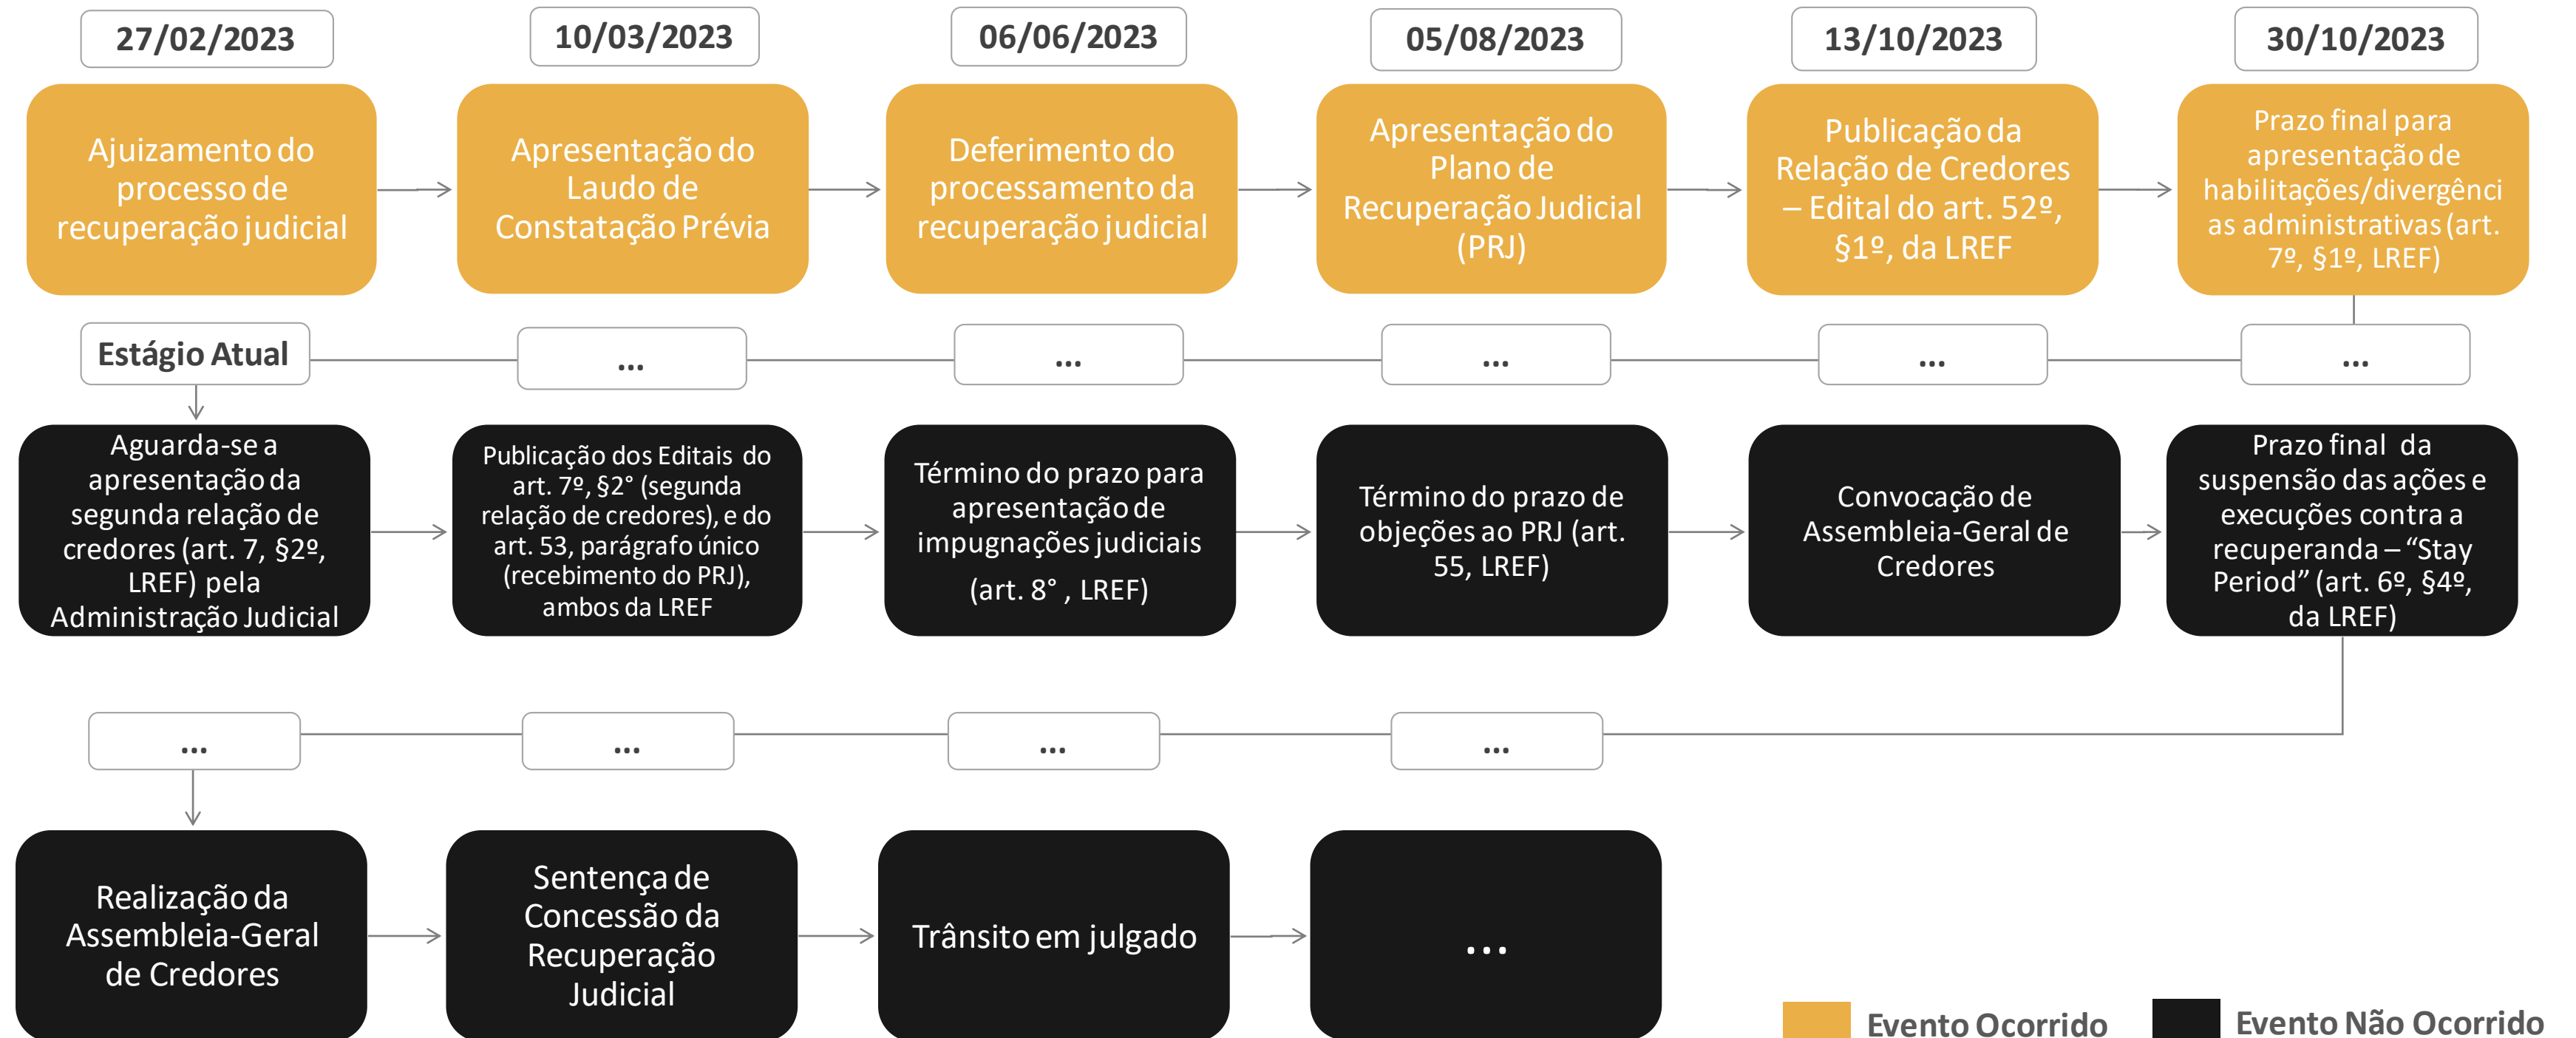 27/02/2023
10/03/2023
06/06/2023
05/08/2023
13/10/2023
30/10/2023
Ajuizamento do
processo de
recuperação judicial
Apresentação do
Laudo de
Constatação Prévia
Deferimento do
processamento da
recuperação judicial
Apresentação do
Plano de
Recuperação Judicial
(PRJ)
Publicação da
Relação de Credores
– Edital do art. 52º,
§1º, da LREF
Prazo final para
apresentação de
habilitações/divergênci
as administrativas (art.
7º, §1º, LREF)
Estágio Atual
...
...
...
...
...
Aguarda-se a
apresentação da
segunda relação de
credores (art. 7, §2º,
LREF) pela
Administração Judicial
Publicação dos Editais do
art. 7º, §2° (segunda
relação de credores), e do
art. 53, parágrafo único
(recebimento do PRJ),
ambos da LREF
Término do prazo para
apresentação de
impugnações judiciais
(art. 8° , LREF)
Término do prazo de
objeções ao PRJ (art.
55, LREF)
Convocação de
Assembleia-Geral de
Credores
Prazo final da
suspensão das ações e
execuções contra a
recuperanda – “Stay
Period” (art. 6º, §4º,
da LREF)
...
...
...
...
Realização da
Assembleia-Geral
de Credores
Sentença de
Concessão da
Recuperação
Judicial
Trânsito em julgado
...
Evento Ocorrido
Evento Não Ocorrido